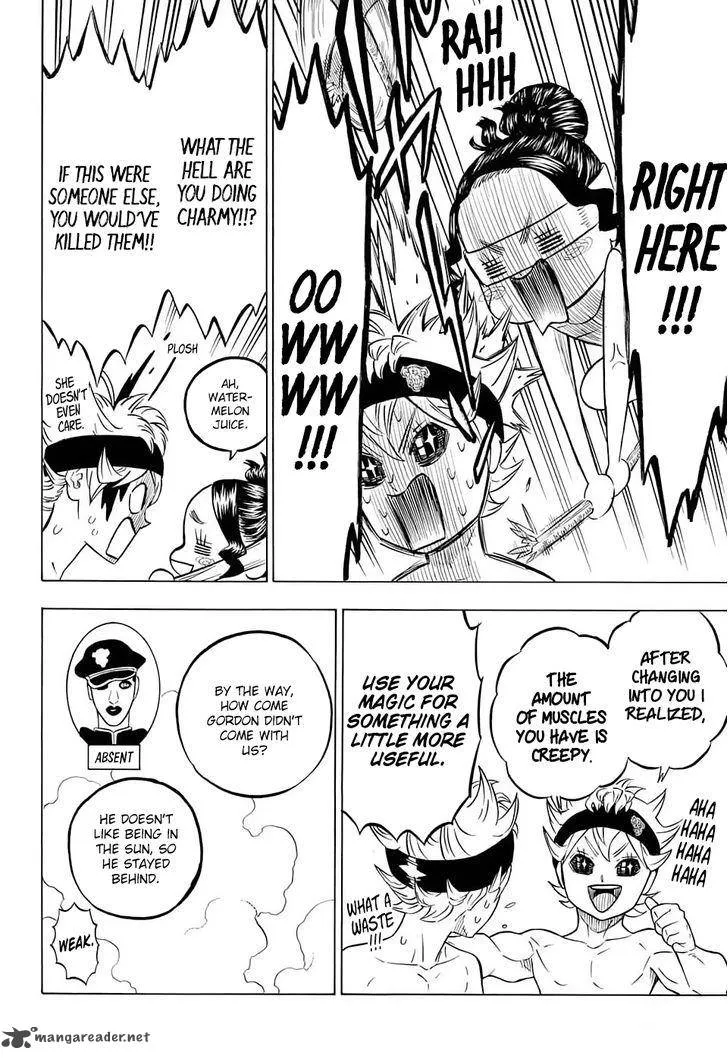 RIGHT
HERE
!!!
RAH
HHH
OO
WW
WW
!!!
WHAT THE
HELL ARE
YOU DOING
CHARMY!!?
IF THIS WERE
SOMEONE ELSE,
YOU WOULD'VE
KILLED THEM!!
PLOSH
AH,
WATER-
MELON
JUICE.
SHE
DOESN'T
EVEN
CARE.
AFTER
CHANGING
INTO YOU I
REALIZED,
THE
AMOUNT
OF MUSCLES
YOU HAVE IS
CREEPY.
AHA
HAHA
HAHA
HAHA
USE YOUR
MAGIC FOR
SOMETHING A
LITTLE MORE
USEFUL.
WHAT A
WASTE
!!!
BY THE WAY,
HOW COME
GORDON DIDN'T
COME WITH
US?
ABSENT
HE DOESN'T
LIKE BEING IN
THE SUN, SO
HE STAYED
BEHIND.
WEAK.
mangareader.net